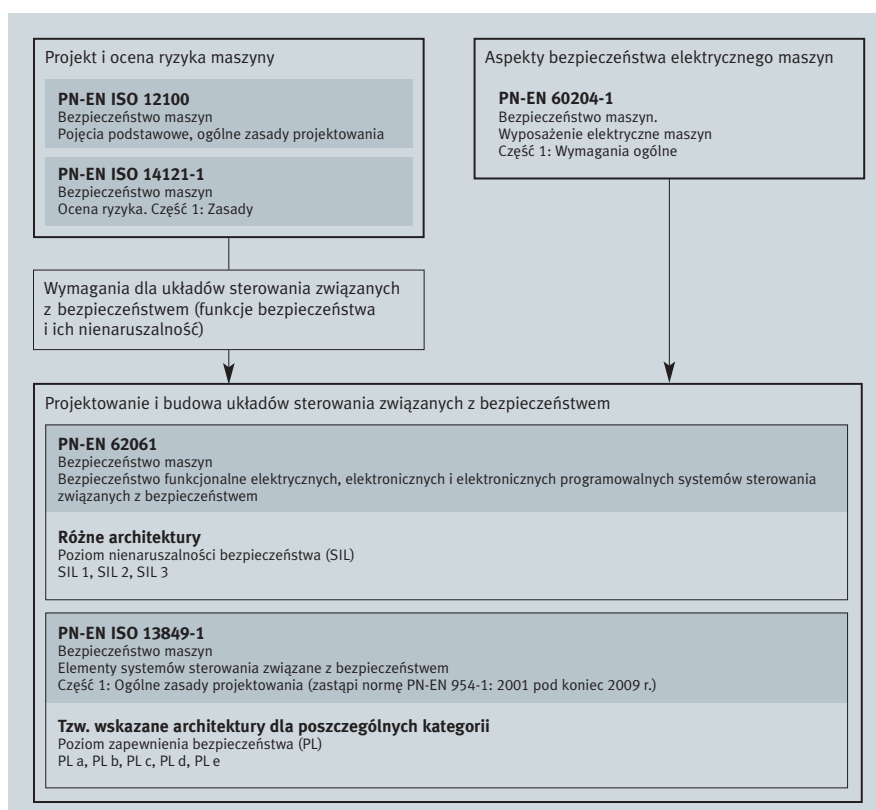 Projekt i ocena ryzyka maszyny
PN-EN ISO 12100
Bezpieczeństwo maszyn
Pojęcia podstawowe, ogólne zasady projektowania
PN-EN ISO 14121-1
Bezpieczeństwo maszyn
Ocena ryzyka. Część 1: Zasady
Aspekty bezpieczeństwa elektrycznego maszyn
PN-EN 60204-1
Bezpieczeństwo maszyn.
Wyposażenie elektryczne maszyn
Część 1: Wymagania ogólne
Wymagania dla układów sterowania związanych
z bezpieczeństwem (funkcje bezpieczeństwa
i ich nienaruszalność)
Projektowanie i budowa układów sterowania związanych z bezpieczeństwem
PN-EN 62061
Bezpieczeństwo maszyn
Bezpieczeństwo funkcjonalne elektrycznych, elektronicznych i elektronicznych programowalnych systemów sterowania
związanych z bezpieczeństwem
Różne architektury
Poziom nienaruszalności bezpieczeństwa (SIL)
SIL 1, SIL 2, SIL 3
PN-EN ISO 13849-1
Bezpieczeństwo maszyn
Elementy systemów sterowania związane z bezpieczeństwem
Część 1: Ogólne zasady projektowania (zastąpi normę PN-EN 954-1: 2001 pod koniec 2009 r.)
Tzw. wskazane architektury dla poszczególnych kategorii
Poziom zapewnienia bezpieczeństwa (PL)
PL a, PL b, PL c, PL d, PL e